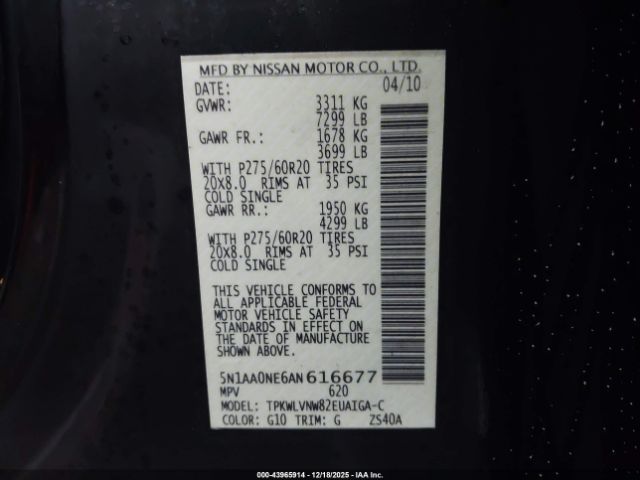 MFD BY NISSAN MOTOR CO., LTD.
DATE: 04/10
GVWR: 3311 KG
7299 LB
GAWR FR.: 1678 KG
3699 LB
WITH P275/60R20 TIRES
20X8.0 RIMS AT 35 PSI
COLD SINGLE
GAWR RR.: 1950 KG
4299 LB
WITH P275/60R20 TIRES
20X8.0 RIMS AT 35 PSI
COLD SINGLE
THIS VEHICLE CONFORMS TO
ALL APPLICABLE FEDERAL
MOTOR VEHICLE SAFETY
STANDARDS IN EFFECT ON
THE DATE OF MANUFACTURE
SHOWN ABOVE.
5N1AA0NE6AN616677
MPV 620
MODEL: TPKWLVNW82EUAIGA-C
COLOR: G10 TRIM: G ZS40A
000-43965914 - 12/18/2025 - IAA Inc.